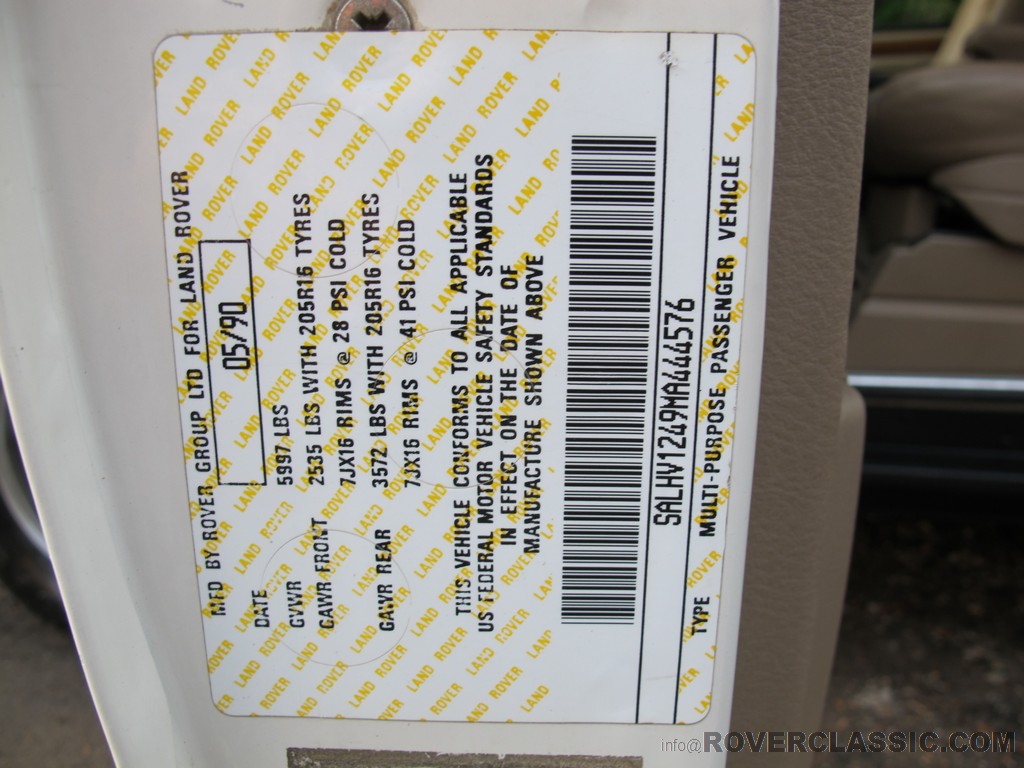 MFD BY ROVER GROUP LTD FOR LAND ROVER
DATE 05/90
GVWR 5997 LBS
GAWR FRONT 2535 LBS WITH 205R16 TYRES
7JX16 RIMS @ 28 PSI COLD
GAWR REAR 3572 LBS WITH 205R16 TYRES
7JX16 RIMS @ 41 PSI COLD
THIS VEHICLE CONFORMS TO ALL APPLICABLE
US FEDERAL MOTOR VEHICLE SAFETY STANDARDS
IN EFFECT ON THE DATE OF
MANUFACTURE SHOWN ABOVE
SALHV1249MA444576
TYPE MULTI-PURPOSE PASSENGER VEHICLE
LAND ROVER
info@ROVERCLASSIC.COM